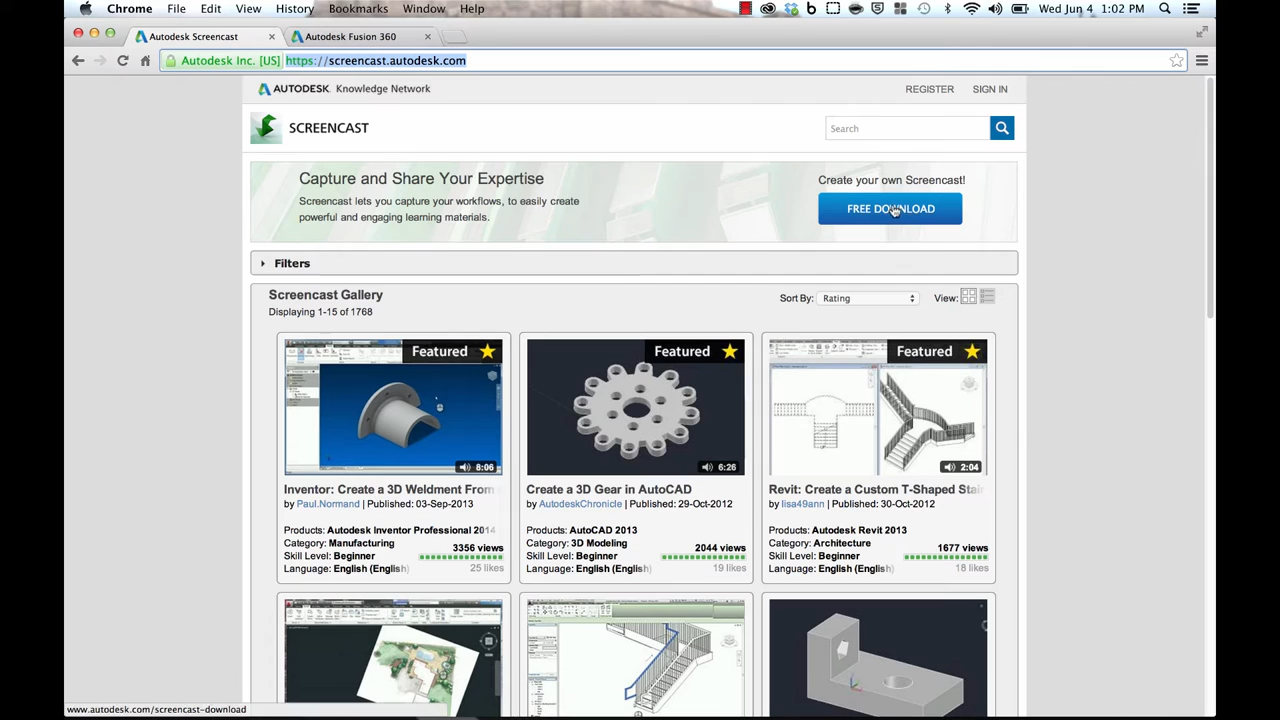 Chrome File Edit View History Bookmarks Window Help Wed Jun 4 1:02 PM
Autodesk Screencast Autodesk Fusion 360
Autodesk Inc. [US] https://screencast.autodesk.com
AUTODESK Knowledge Network REGISTER SIGN IN
SCREENCAST Search
Capture and Share Your Expertise
Screencast lets you capture your workflows, to easily create
powerful and engaging learning materials.
Create your own Screencast!
FREE DOWNLOAD
Filters
Screencast Gallery
Displaying 1-15 of 1768
Sort By: Rating View:
Featured
8:06
Inventor: Create a 3D Weldment From
by Paul.Normand | Published: 03-Sep-2013
Products: Autodesk Inventor Professional 2014
Category: Manufacturing
Skill Level: Beginner
Language: English (English)
3356 views
25 likes
Featured
6:26
Create a 3D Gear in AutoCAD
by AutodeskChronicle | Published: 29-Oct-2012
Products: AutoCAD 2013
Category: 3D Modeling
Skill Level: Beginner
Language: English (English)
2044 views
19 likes
Featured
2:04
Revit: Create a Custom T-Shaped Stair
by lisa49ann | Published: 30-Oct-2012
Products: Autodesk Revit 2013
Category: Architecture
Skill Level: Beginner
Language: English (English)
1677 views
18 likes
www.autodesk.com/screencast-download